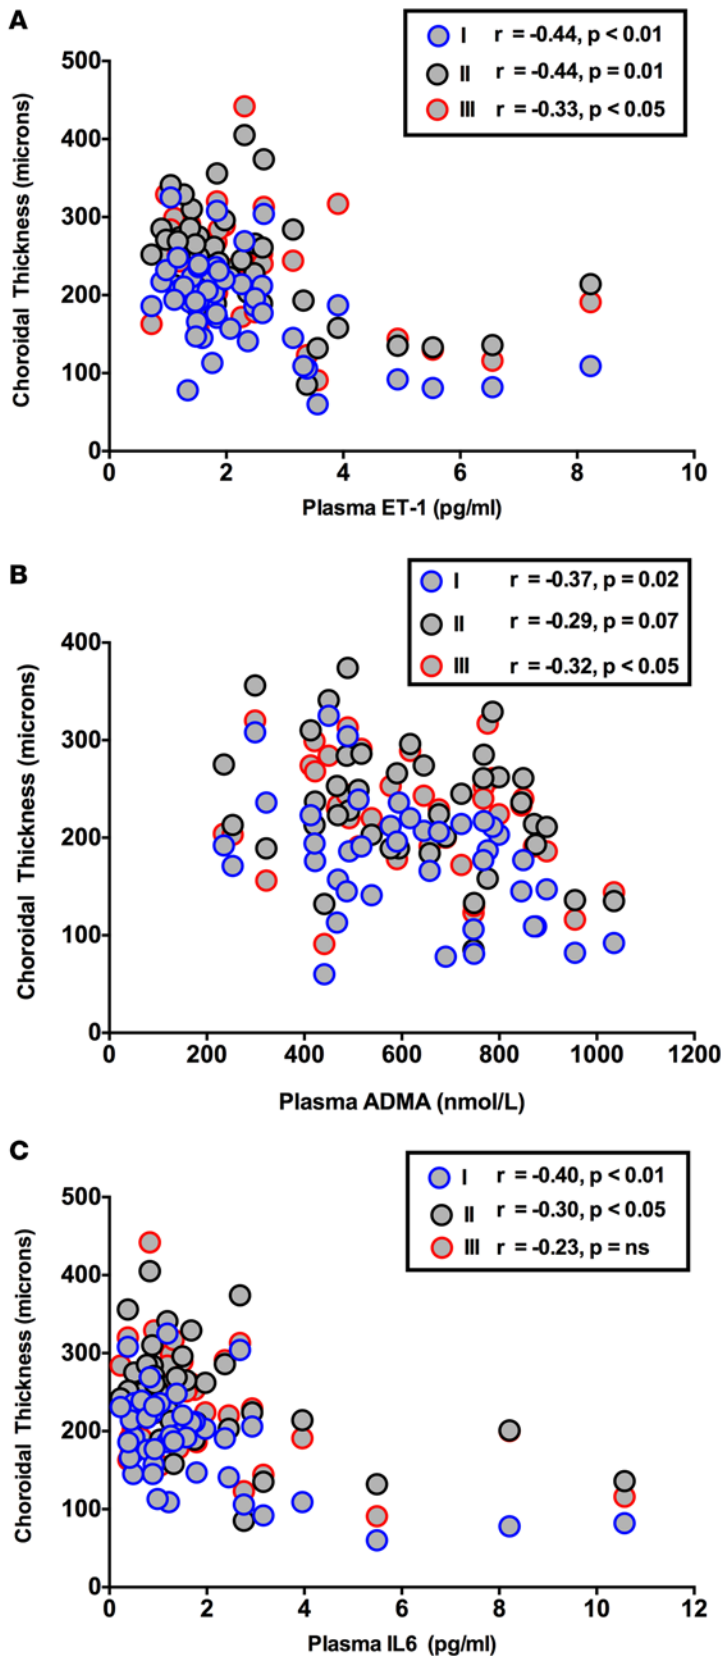 A
I r = -0.44, p < 0.01
II r = -0.44, p = 0.01
III r = -0.33, p < 0.05
Choroidal Thickness (microns)
500
400
300
200
100
0
0 2 4 6 8 10
Plasma ET-1 (pg/ml)
B
I r = -0.37, p = 0.02
II r = -0.29, p = 0.07
III r = -0.32, p < 0.05
Choroidal Thickness (microns)
400
300
200
100
0
0 200 400 600 800 1000 1200
Plasma ADMA (nmol/L)
C
I r = -0.40, p < 0.01
II r = -0.30, p < 0.05
III r = -0.23, p = ns
Choroidal Thickness (microns)
500
400
300
200
100
0
0 2 4 6 8 10 12
Plasma IL6 (pg/ml)